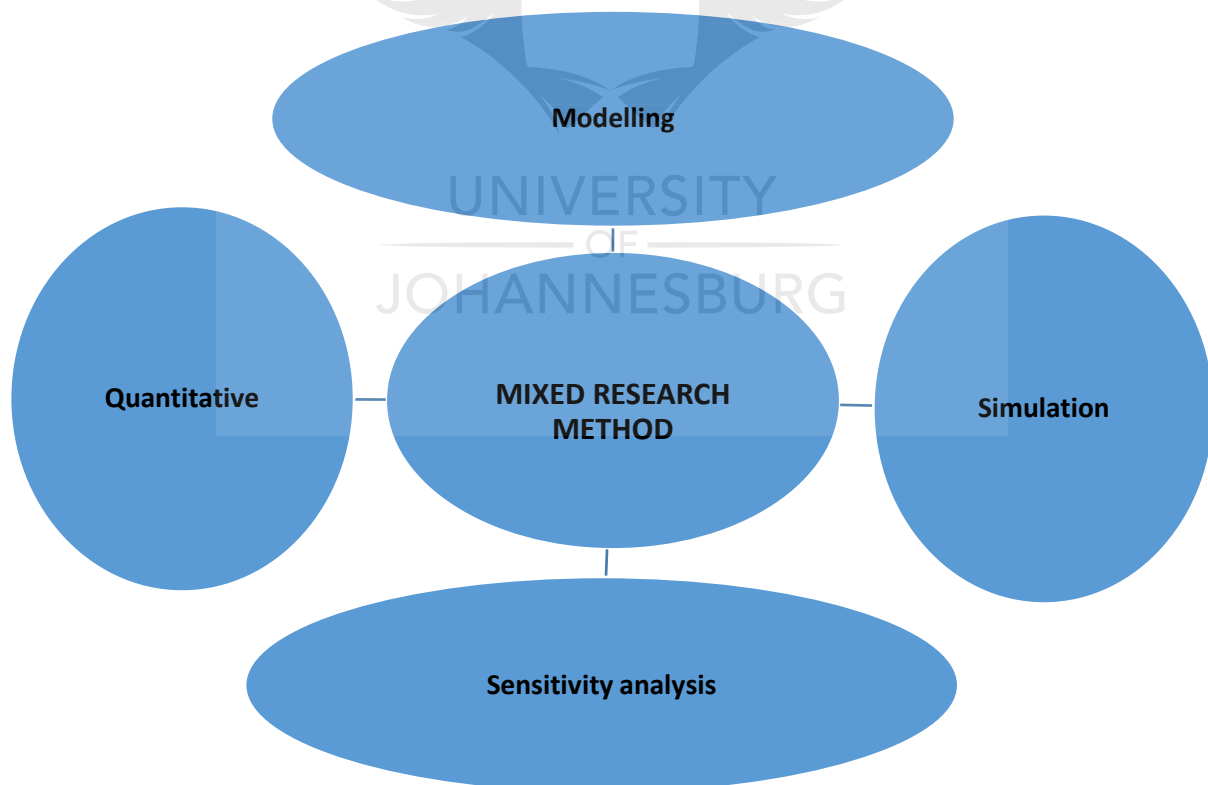 Modelling
UNIVERSITY
OF
JOHANNESBURG
Quantitative
MIXED RESEARCH
METHOD
Simulation
Sensitivity analysis